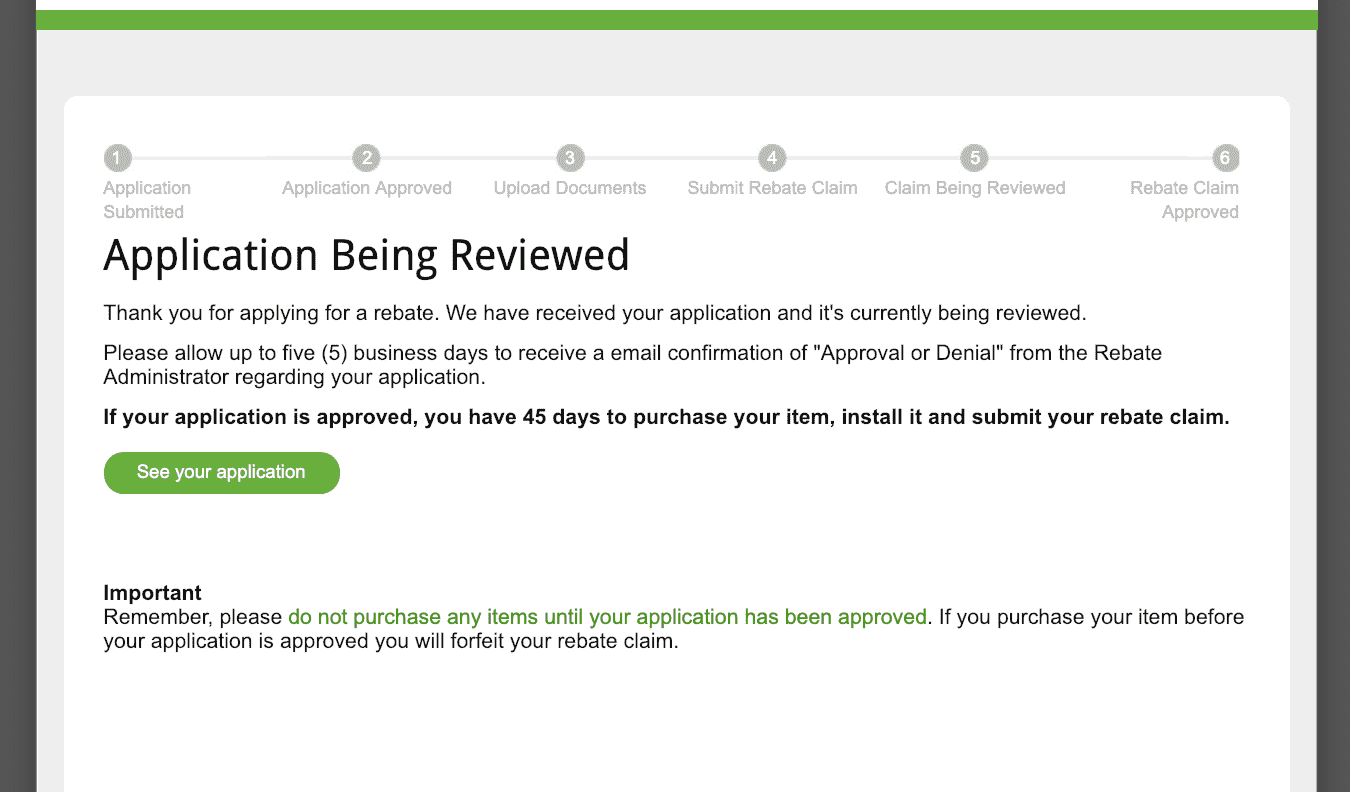 1 2 3 4 5 6
Application Application Approved Upload Documents Submit Rebate Claim Claim Being Reviewed Rebate Claim
Submitted Approved
Application Being Reviewed
Thank you for applying for a rebate. We have received your application and it's currently being reviewed.
Please allow up to five (5) business days to receive a email confirmation of "Approval or Denial" from the Rebate
Administrator regarding your application.
If your application is approved, you have 45 days to purchase your item, install it and submit your rebate claim.
See your application
Important
Remember, please do not purchase any items until your application has been approved. If you purchase your item before
your application is approved you will forfeit your rebate claim.